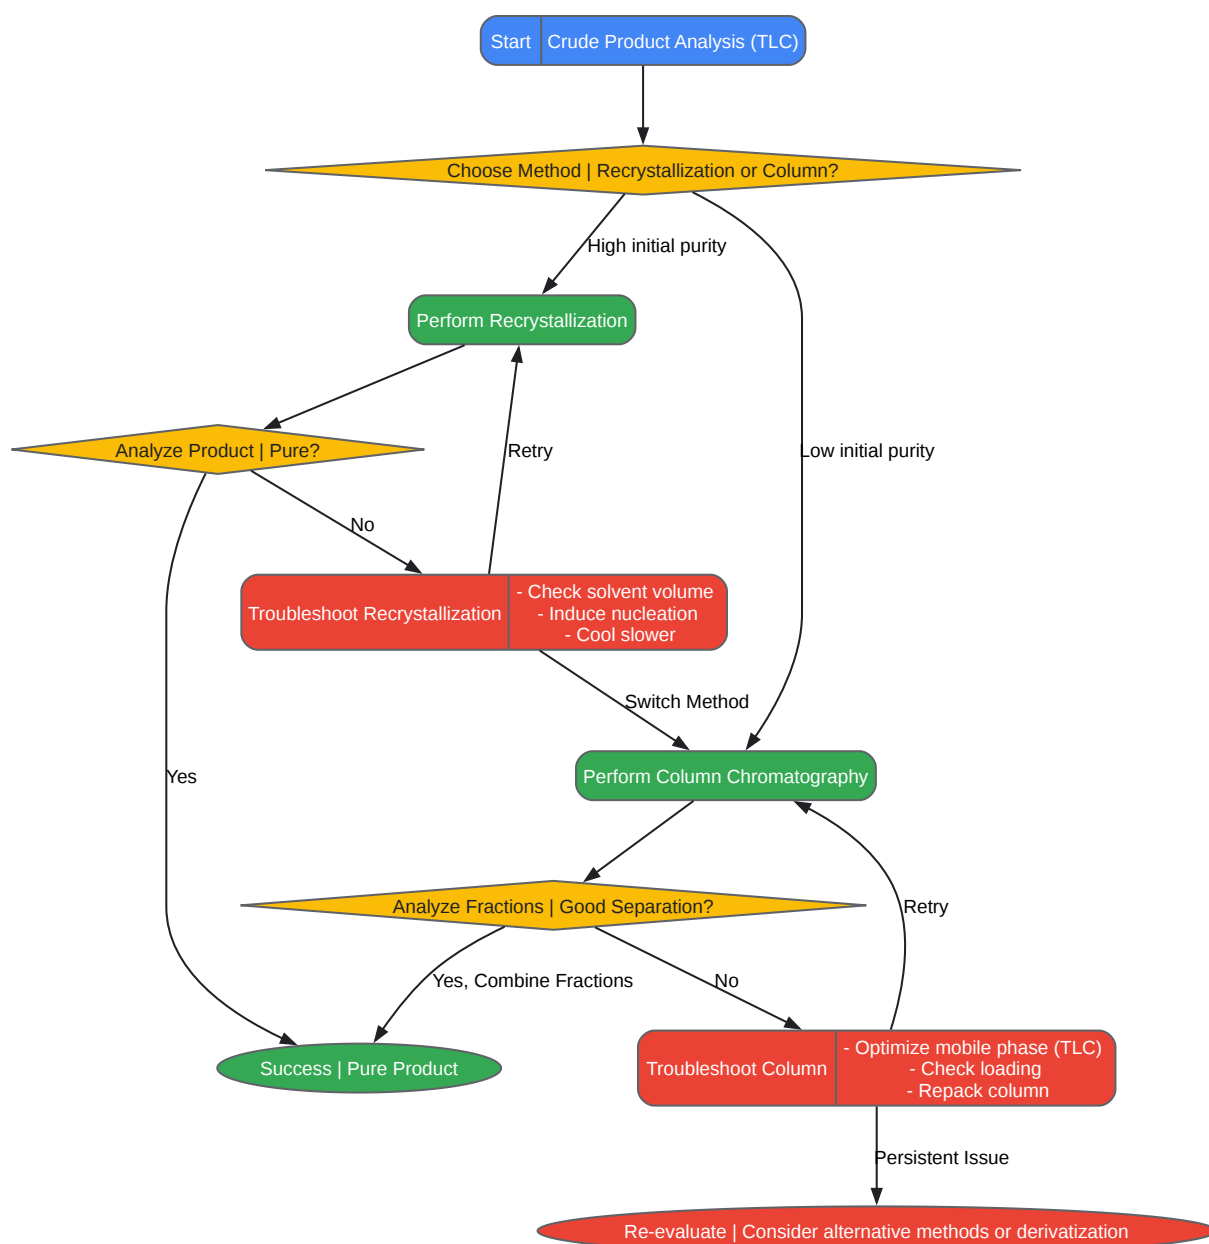 Start
Crude Product Analysis (TLC)
Choose Method | Recrystallization or Column?
High initial purity
Perform Recrystallization
Analyze Product | Pure?
Retry
Low initial purity
No
Troubleshoot Recrystallization
- Check solvent volume
- Induce nucleation
- Cool slower
Switch Method
Yes
Perform Column Chromatography
Analyze Fractions | Good Separation?
Retry
Yes, Combine Fractions
No
Success | Pure Product
Troubleshoot Column
- Optimize mobile phase (TLC)
- Check loading
- Repack column
Persistent Issue
Re-evaluate | Consider alternative methods or derivatization